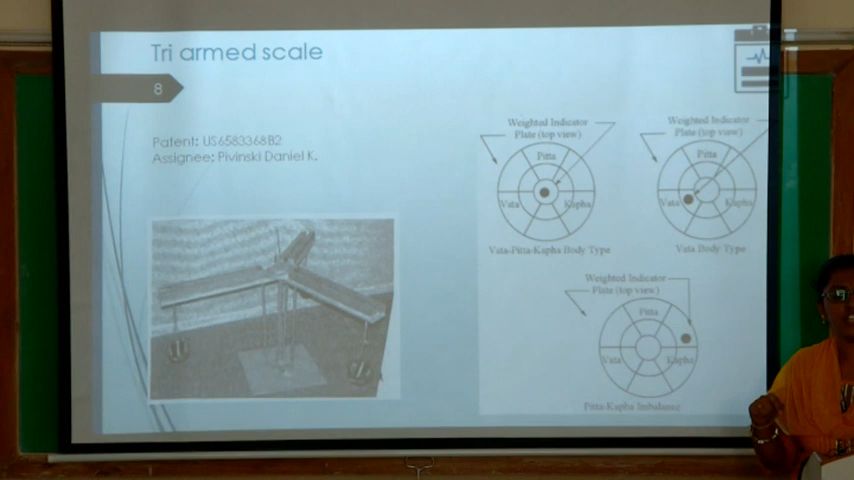 Tri armed scale
8
Patent: US6583368B2
Assignee: Pivinski Daniel K.
Weighted Indicator
Plate (top view)
Pitta
Vata
Kapha
Vata-Pitta-Kapha Body Type
Weighted Indicator
Plate (top view)
Pitta
Vata
Kapha
Vata Body Type
Weighted Indicator
Plate (top view)
Pitta
Vata
Kapha
Pitta-Kapha Imbalance